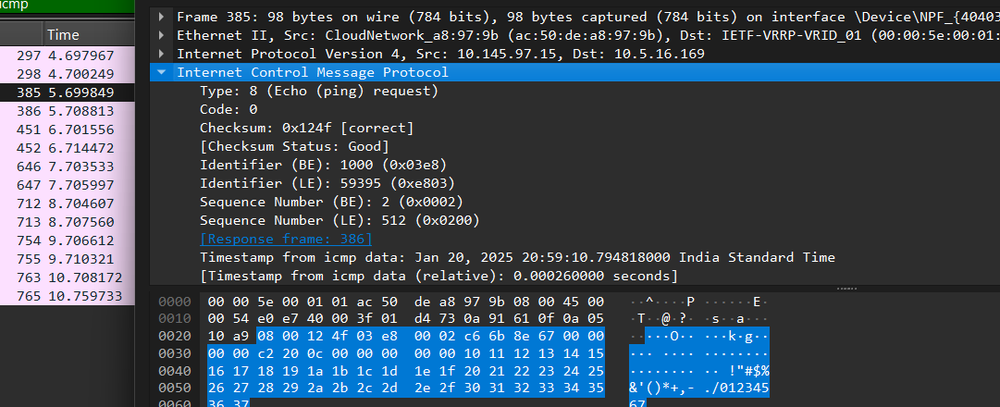 icmp
Time
297 4.697967
298 4.700249
385 5.699849
386 5.708813
451 6.701556
452 6.714472
646 7.703533
647 7.705997
712 8.704607
713 8.707560
754 9.706612
755 9.710321
763 10.708172
765 10.759733
Frame 385: 98 bytes on wire (784 bits), 98 bytes captured (784 bits) on interface \Device\NPF_{40403
Ethernet II, Src: CloudNetwork_a8:97:9b (ac:50:de:a8:97:9b), Dst: IETF-VRRP-VRID_01 (00:00:5e:00:01:
Internet Protocol Version 4, Src: 10.145.97.15, Dst: 10.5.16.169
Internet Control Message Protocol
Type: 8 (Echo (ping) request)
Code: 0
Checksum: 0x124f [correct]
[Checksum Status: Good]
Identifier (BE): 1000 (0x03e8)
Identifier (LE): 59395 (0xe803)
Sequence Number (BE): 2 (0x0002)
Sequence Number (LE): 512 (0x0200)
[Response frame: 386]
Timestamp from icmp data: Jan 20, 2025 20:59:10.794818000 India Standard Time
[Timestamp from icmp data (relative): 0.000260000 seconds]
0000 00 00 5e 00 01 01 ac 50 de a8 97 9b 08 00 45 00 ··^····P ······E·
0010 00 54 e0 e7 40 00 3f 01 d4 73 0a 91 61 0f 0a 05 ·T··@·?· ·s··a···
0020 10 a9 08 00 12 4f 03 e8 00 02 c6 6b 8e 67 00 00 ·····O·· ···k·g··
0030 00 00 c2 20 0c 00 00 00 00 00 10 11 12 13 14 15 ··· ···· ········
0040 16 17 18 19 1a 1b 1c 1d 1e 1f 20 21 22 23 24 25 ········ ·· !"#$%
0050 26 27 28 29 2a 2b 2c 2d 2e 2f 30 31 32 33 34 35 &'()*+,- ./012345
0060 36 37 67